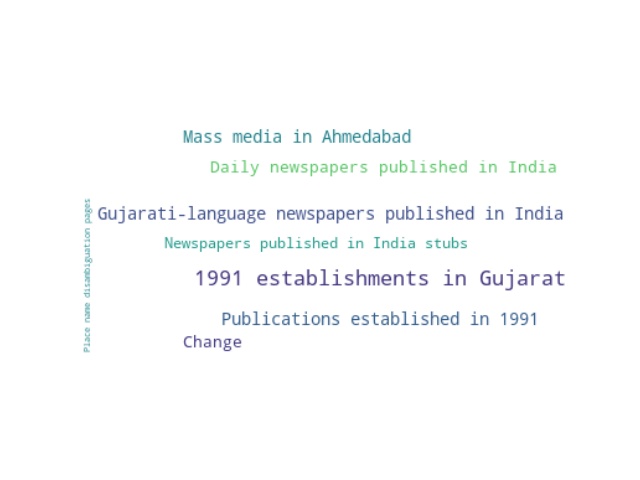 Mass media in Ahmedabad
Daily newspapers published in India
Gujarati-language newspapers published in India
Newspapers published in India stubs
1991 establishments in Gujarat
Publications established in 1991
Change
Place name disambiguation pages